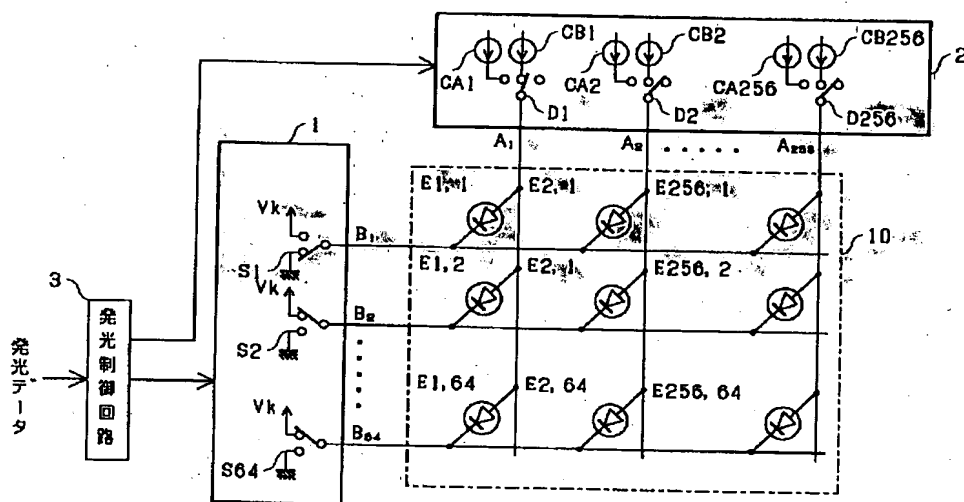 2
CB1
CB2
CB256
CA1
CA2
CA256
D1
D2
D256
1
A₁
A₂
.....
A₂₅₆
E1,1
E2,1
E256,1
10
Vk
B₁
S1
E1,2
E2,1
E256,2
3
Vk
B₂
S2
発光データ
発光制御回路
E1,64
E2,64
E256,64
Vk
B₆₄
S64